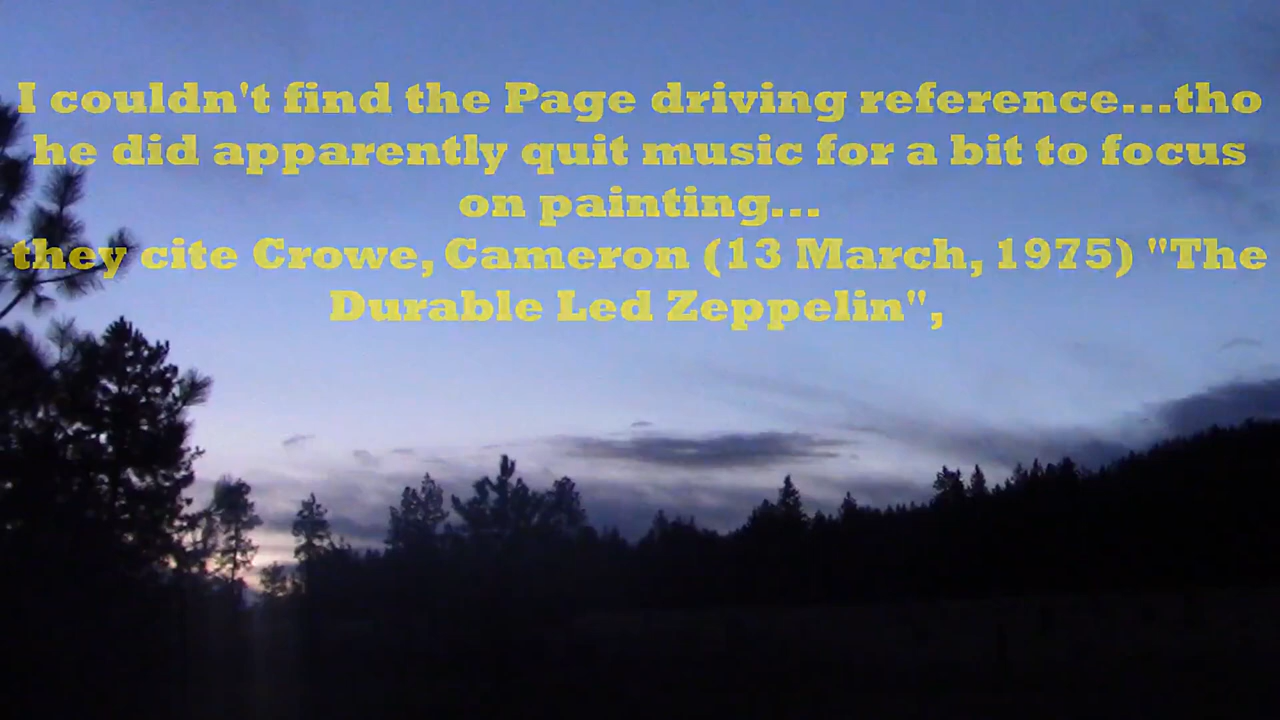 I couldn't find the Page driving reference...tho
he did apparently quit music for a bit to focus
on painting...
they cite Crowe, Cameron (13 March, 1975) "The
Durable Led Zeppelin",